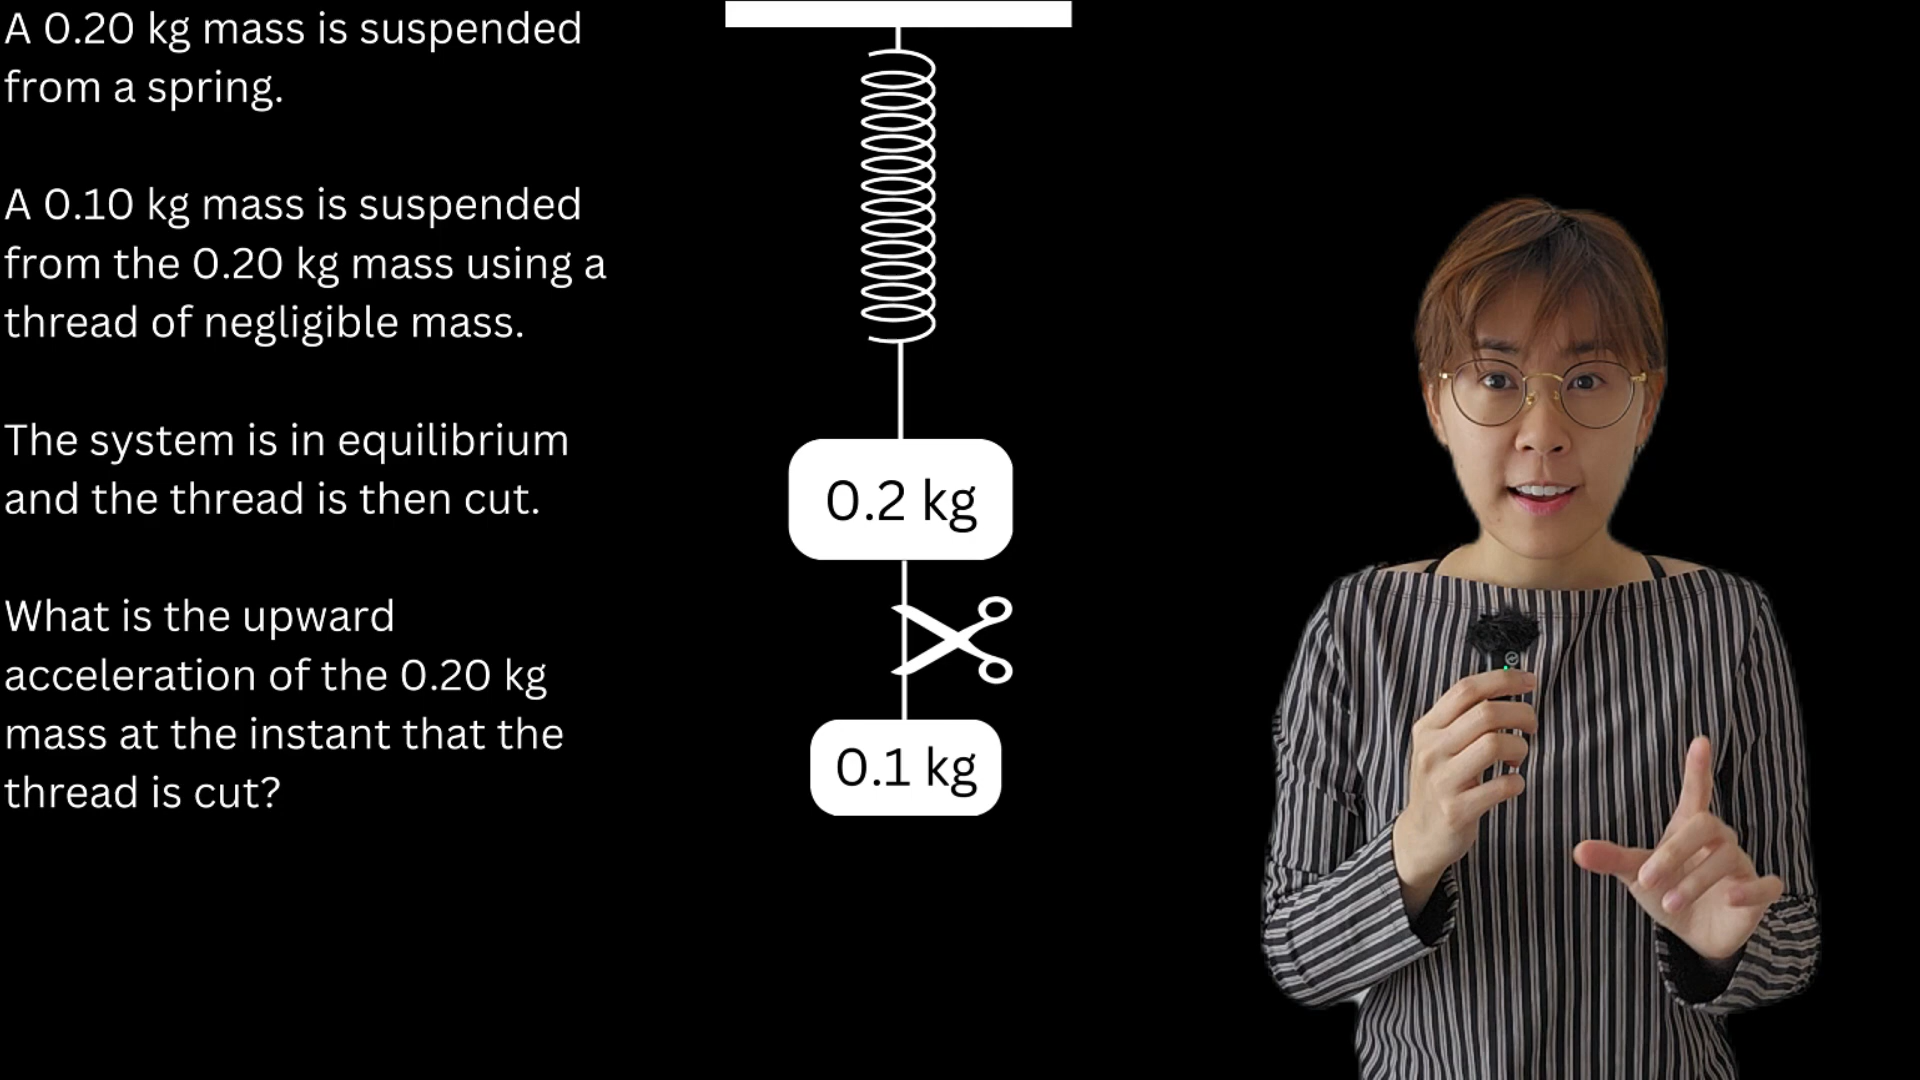 A 0.20 kg mass is suspended
from a spring.
A 0.10 kg mass is suspended
from the 0.20 kg mass using a
thread of negligible mass.
The system is in equilibrium
and the thread is then cut.
What is the upward
acceleration of the 0.20 kg
mass at the instant that the
thread is cut?
0.2 kg
0.1 kg